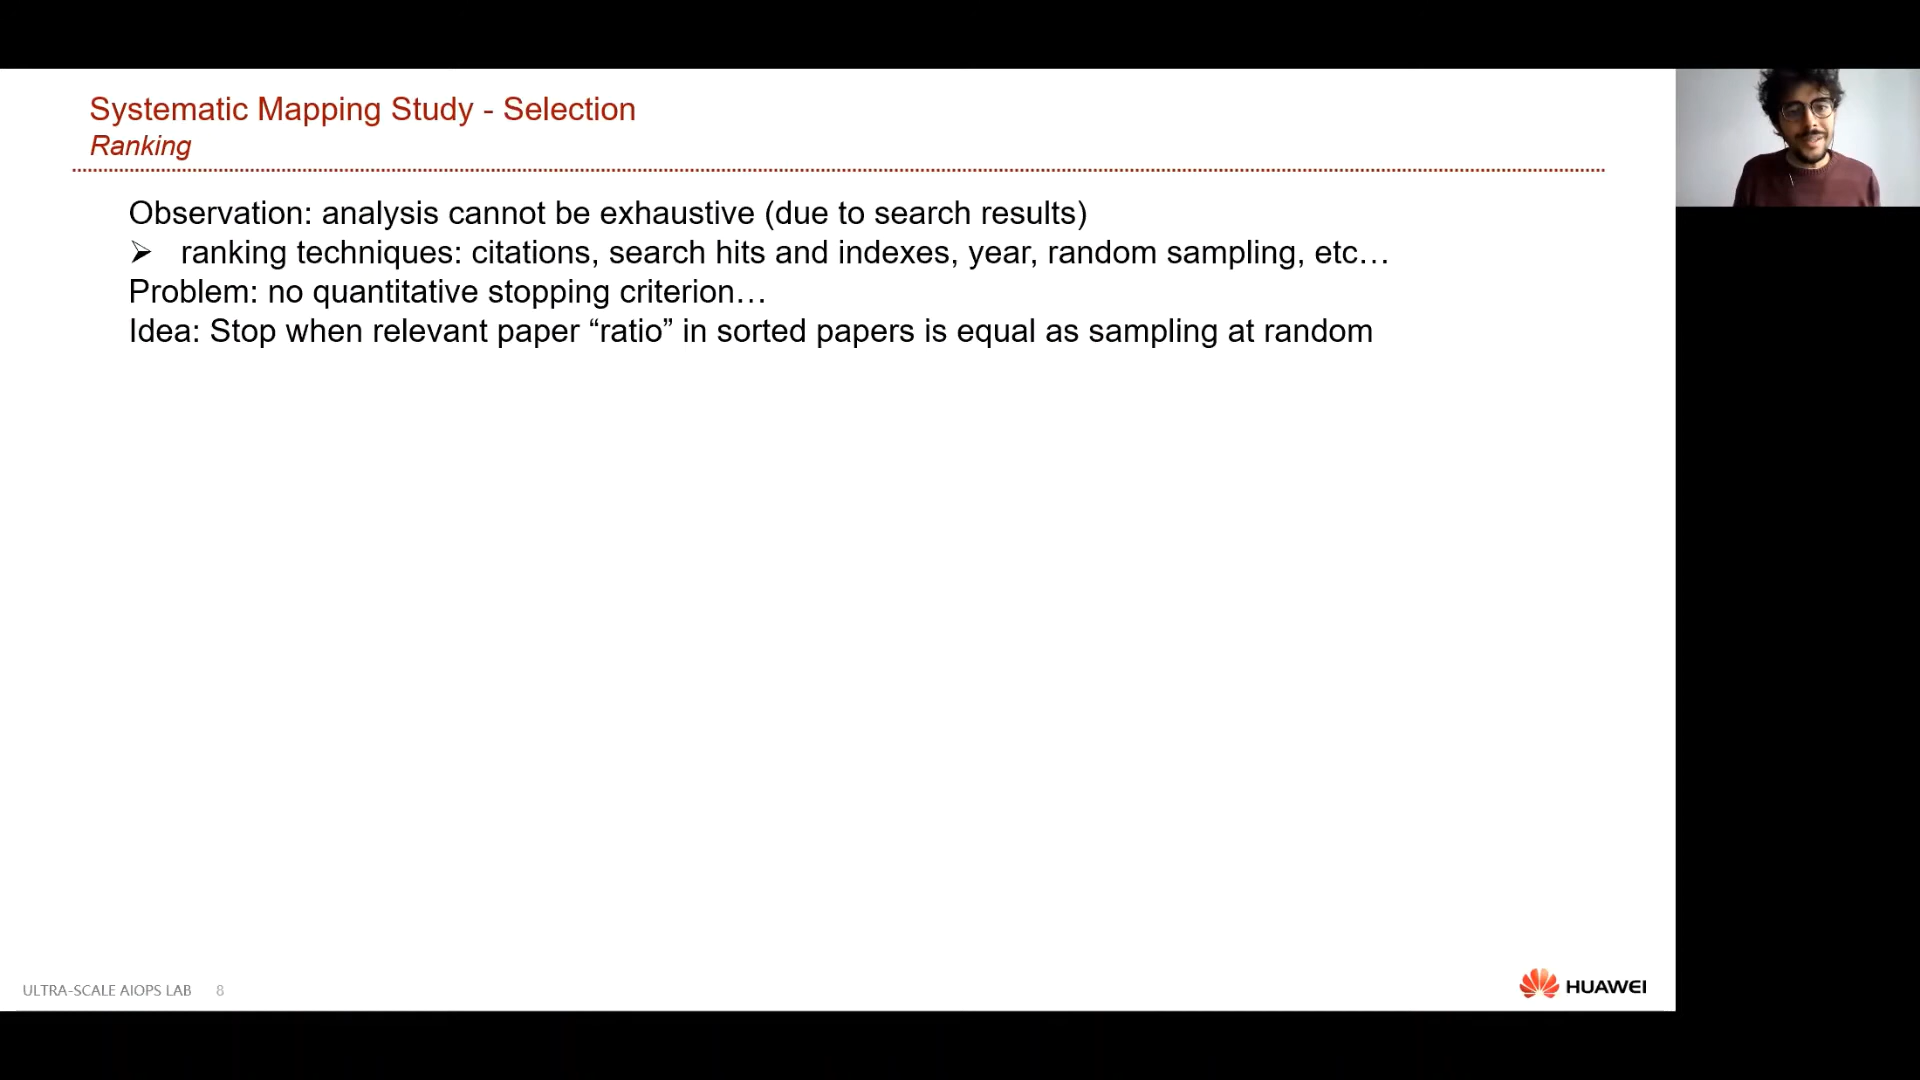 Systematic Mapping Study - Selection
Ranking
Observation: analysis cannot be exhaustive (due to search results)
➢ ranking techniques: citations, search hits and indexes, year, random sampling, etc…
Problem: no quantitative stopping criterion…
Idea: Stop when relevant paper “ratio” in sorted papers is equal as sampling at random
ULTRA-SCALE AIOPS LAB 8
HUAWEI